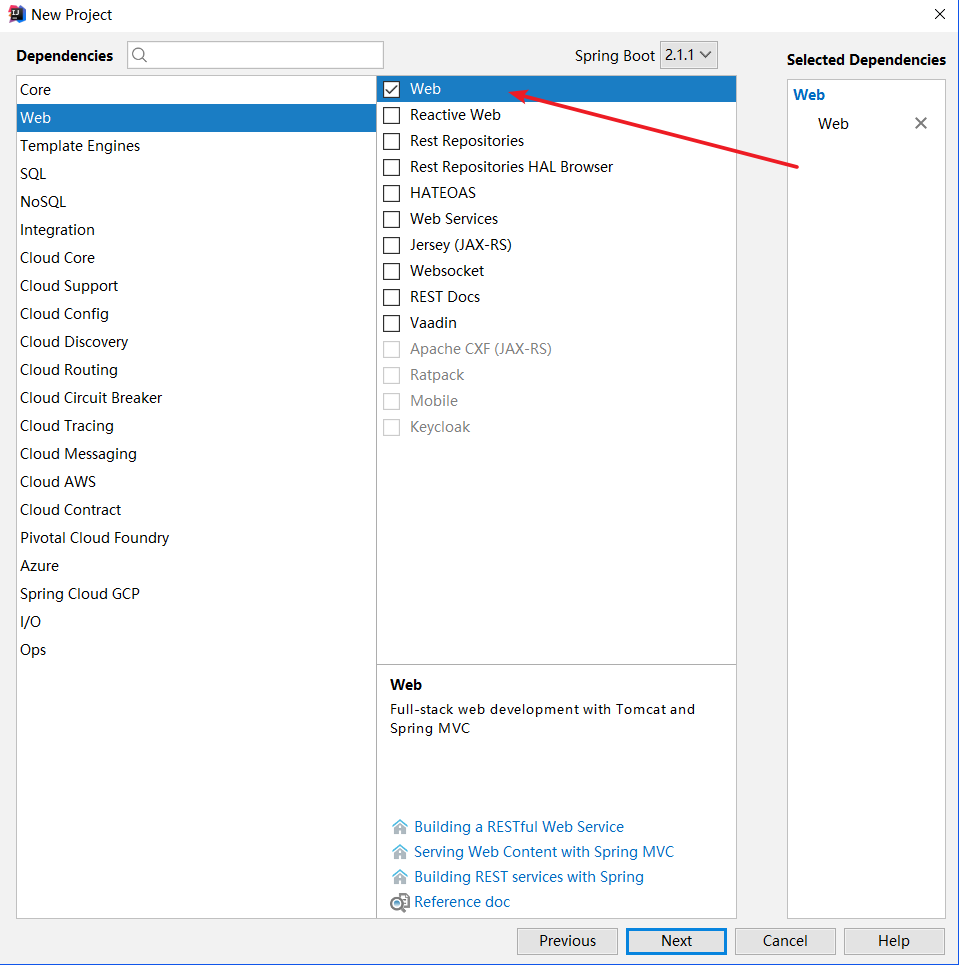 New Project
Dependencies
Spring Boot 2.1.1
Selected Dependencies
Core
Web
Template Engines
SQL
NoSQL
Integration
Cloud Core
Cloud Support
Cloud Config
Cloud Discovery
Cloud Routing
Cloud Circuit Breaker
Cloud Tracing
Cloud Messaging
Cloud AWS
Cloud Contract
Pivotal Cloud Foundry
Azure
Spring Cloud GCP
I/O
Ops
Web
Reactive Web
Rest Repositories
Rest Repositories HAL Browser
HATEOAS
Web Services
Jersey (JAX-RS)
Websocket
REST Docs
Vaadin
Apache CXF (JAX-RS)
Ratpack
Mobile
Keycloak
Web
Full-stack web development with Tomcat and
Spring MVC
Building a RESTful Web Service
Serving Web Content with Spring MVC
Building REST services with Spring
Reference doc
Web
Web
Previous
Next
Cancel
Help